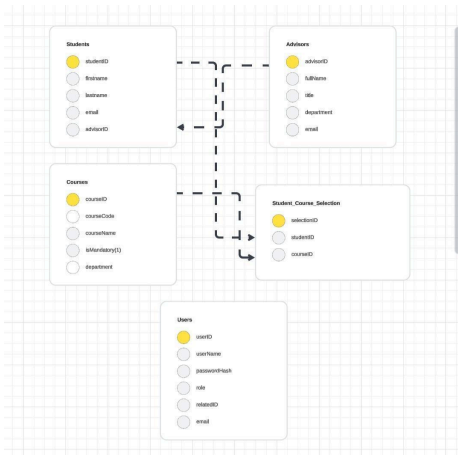 Students
studentID
firstname
lastname
email
advisorID
Advisors
advisorID
fullName
title
department
email
Courses
courseID
courseCode
courseName
isMandatory(1)
department
Student_Course_Selection
selectionID
studentID
courseID
Users
userID
userName
passwordHash
role
relatedID
email